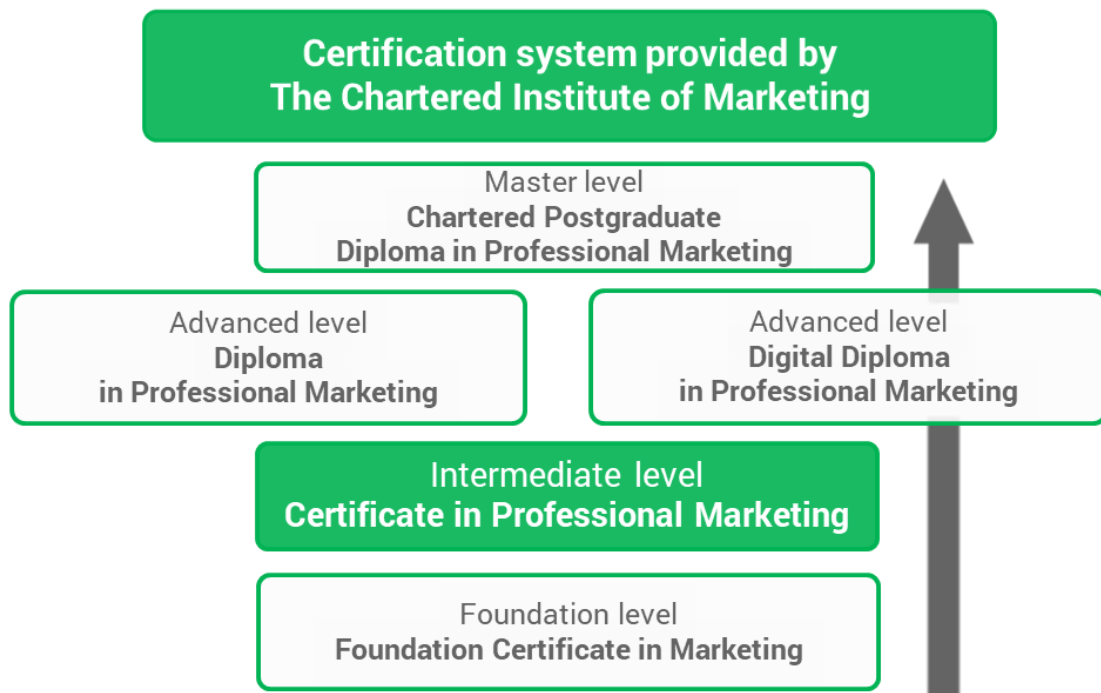 Certification system provided by
The Chartered Institute of Marketing
Master level
Chartered Postgraduate
Diploma in Professional Marketing
Advanced level
Diploma
in Professional Marketing
Advanced level
Digital Diploma
in Professional Marketing
Intermediate level
Certificate in Professional Marketing
Foundation level
Foundation Certificate in Marketing